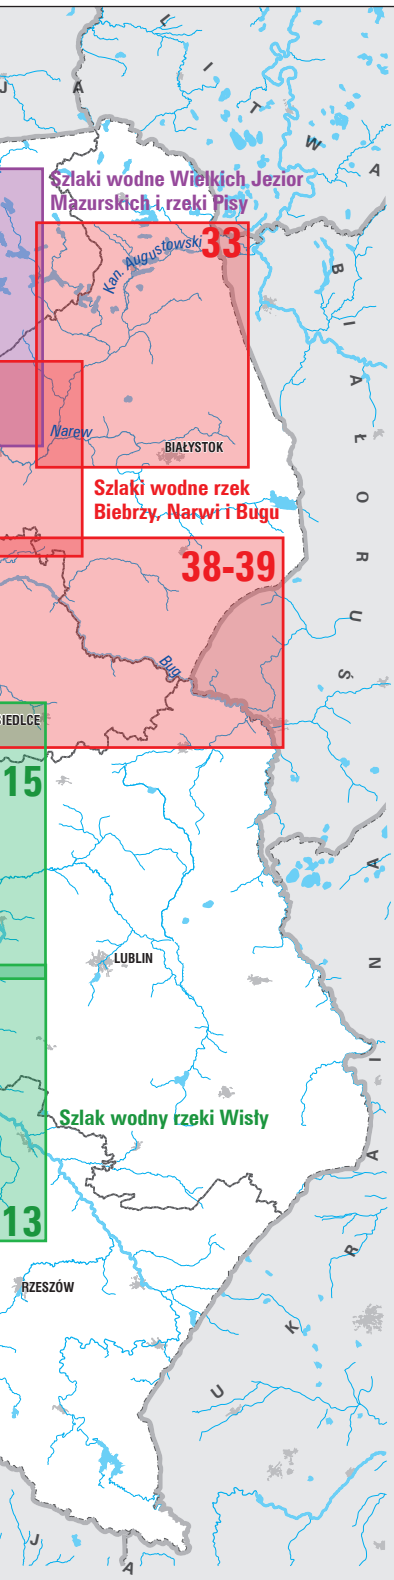 J
A
L I T W A
Szlaki wodne Wielkich Jezior
Mazurskich i rzeki Pisy
33
Kan. Augustowski
B I A Ł O R U Ś
Narew
BIAŁYSTOK
Szlaki wodne rzek
Biebrzy, Narwi i Bugu
38-39
Bug
IEDLCE
15
LUBLIN
Szlak wodny rzeki Wisły
13
RZESZÓW
U K R A I N A
J
A